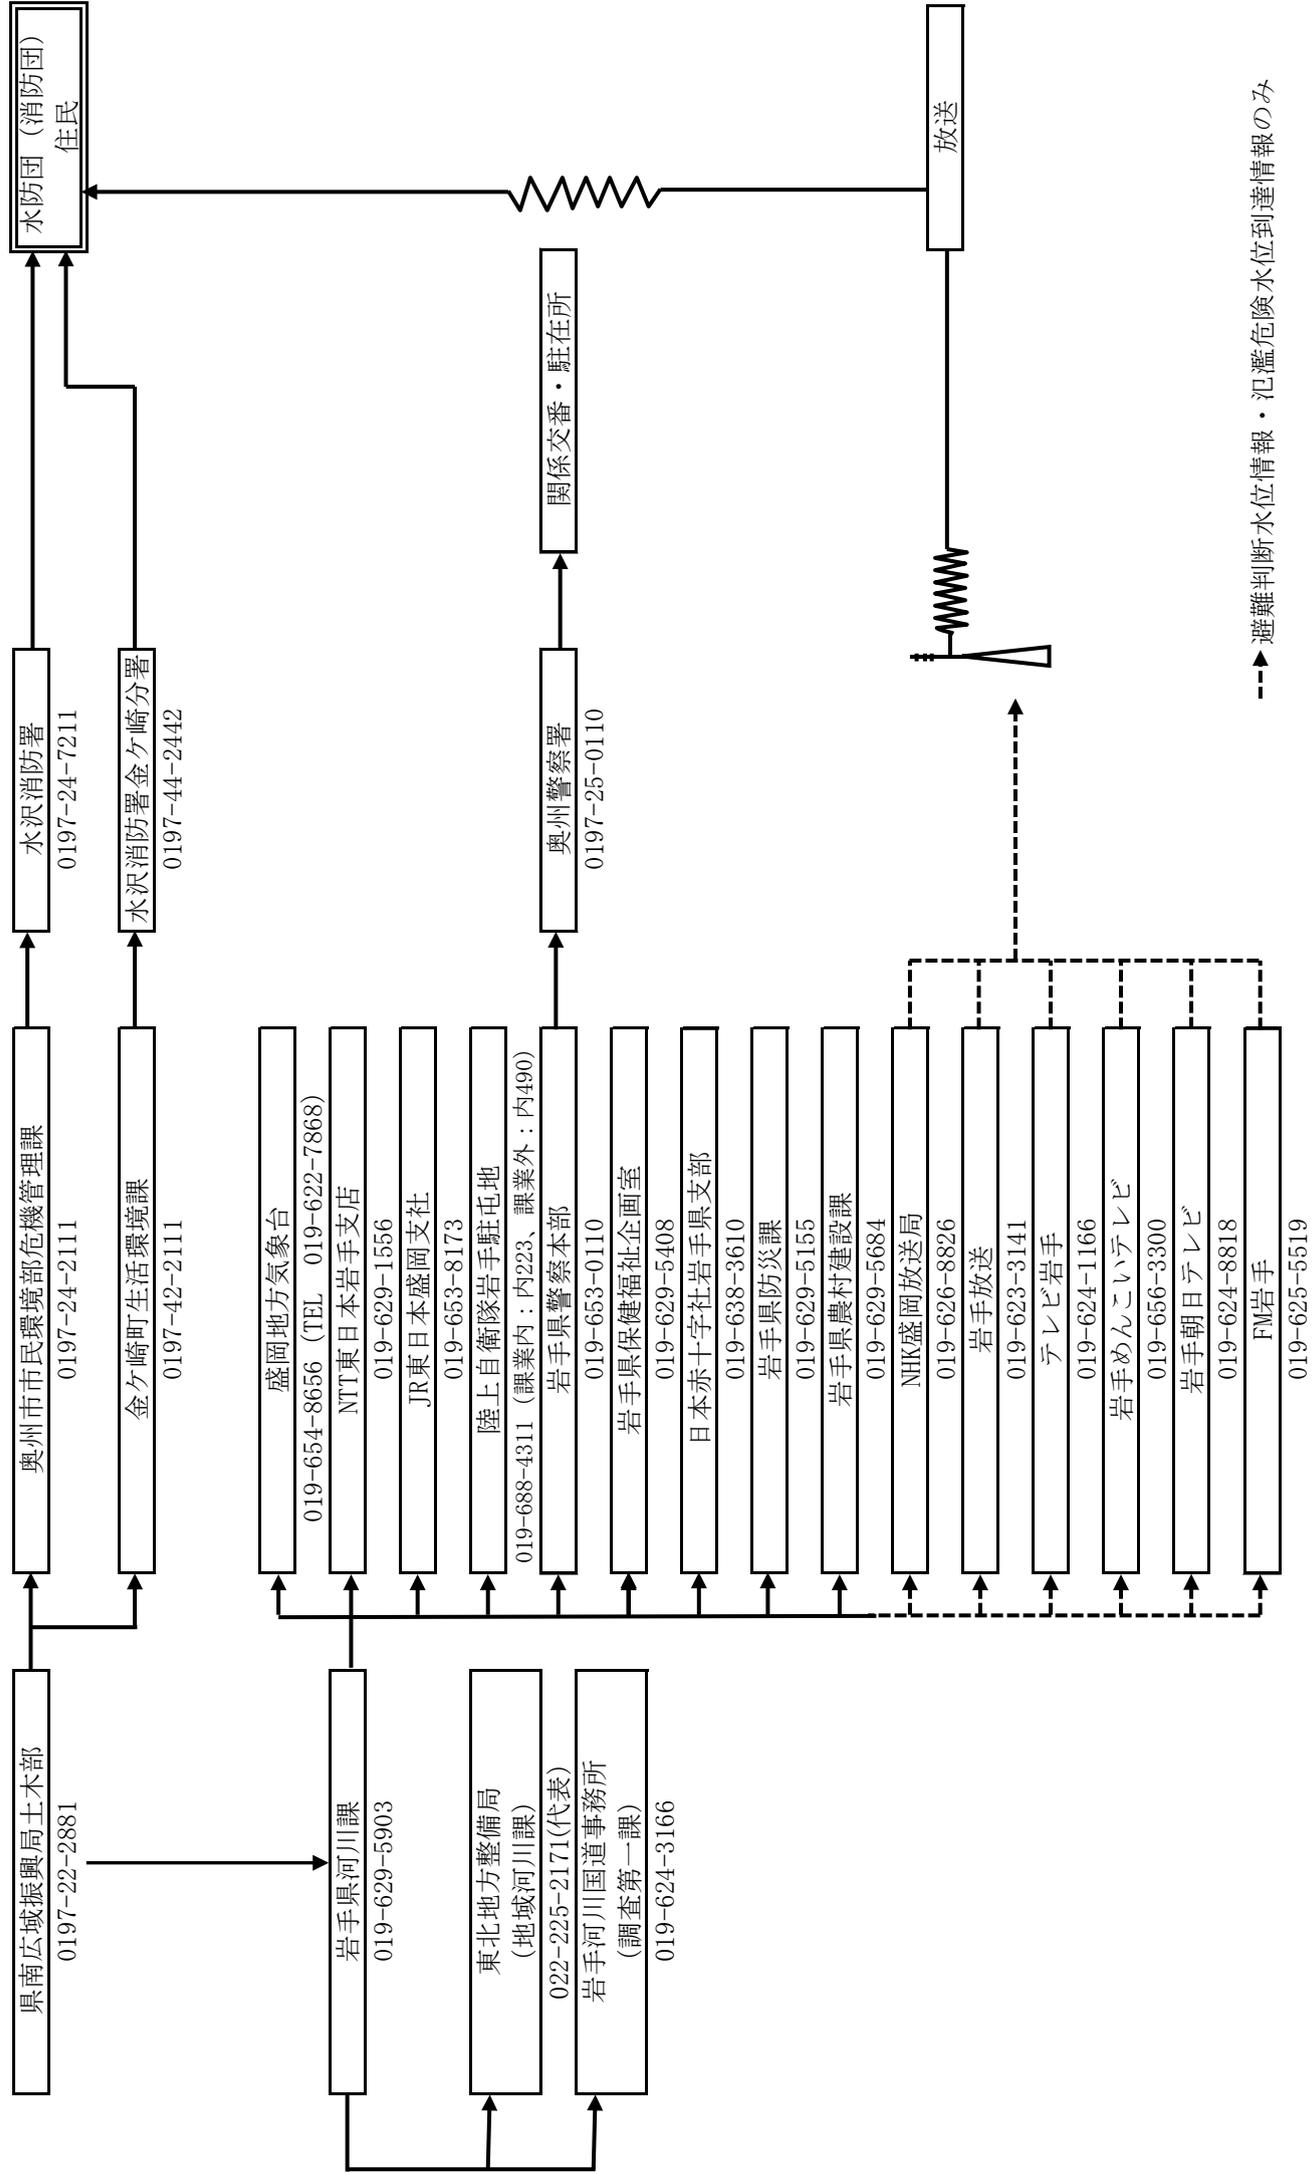 県南広域振興局土木部
0197-22-2881
岩手県河川課
019-629-5903
東北地方整備局
(地域河川課)
022-225-2171(代表)
岩手河川国道事務所
(調査第一課)
019-624-3166
奥州市市民環境部危機管理課
0197-24-2111
金ケ崎町生活環境課
0197-42-2111
盛岡地方気象台
019-654-8656 (TEL 019-622-7868)
NTT東日本岩手支店
019-629-1556
JR東日本盛岡支社
019-653-8173
陸上自衛隊岩手駐屯地
019-688-4311 (課業内：内223、課業外：内490)
岩手県警察本部
019-653-0110
岩手県保健福祉企画室
019-629-5408
日本赤十字社岩手県支部
019-638-3610
岩手県防災課
019-629-5155
岩手県農村建設課
019-629-5684
NHK盛岡放送局
019-626-8826
岩手放送
019-623-3141
テレビ岩手
019-624-1166
岩手めんこいテレビ
019-656-3300
岩手朝日テレビ
019-624-8818
FM岩手
019-625-5519
水沢消防署
0197-24-7211
水沢消防署金ケ崎分署
0197-44-2442
奥州警察署
0197-25-0110
関係交番・駐在所
水防団 (消防団)
住民
放送
避難判断水位情報・氾濫危険水位到達情報のみ